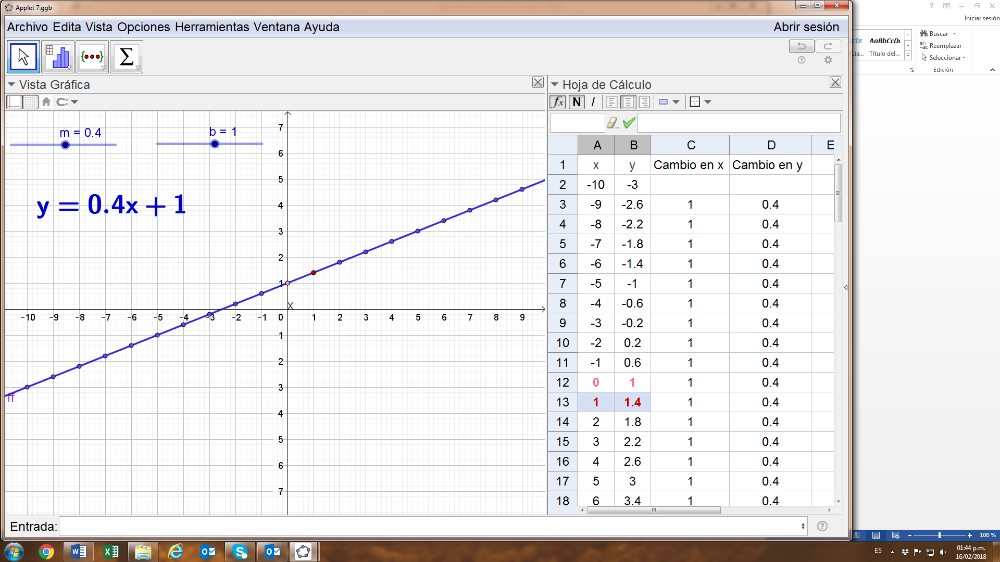 Applet 7.ggb
Archivo Edita Vista Opciones Herramientas Ventana Ayuda
Abrir sesión
Σ
Vista Gráfica
m = 0.4
b = 1
y = 0.4x + 1
7
6
5
4
3
2
1
x
−10 −9 −8 −7 −6 −5 −4 −3 −2 −1 0 1 2 3 4 5 6 7 8 9
−1
−2
−3
−4
−5
−6
−7
Hoja de Cálculo
fx N I
A B C D E
1 x y Cambio en x Cambio en y
2 -10 -3
3 -9 -2.6 1 0.4
4 -8 -2.2 1 0.4
5 -7 -1.8 1 0.4
6 -6 -1.4 1 0.4
7 -5 -1 1 0.4
8 -4 -0.6 1 0.4
9 -3 -0.2 1 0.4
10 -2 0.2 1 0.4
11 -1 0.6 1 0.4
12 0 1 1 0.4
13 1 1.4 1 0.4
14 2 1.8 1 0.4
15 3 2.2 1 0.4
16 4 2.6 1 0.4
17 5 3 1 0.4
18 6 3.4 1 0.4
Entrada:
Iniciar sesión
AaBbCcDc
Título del...
Buscar
Reemplazar
Seleccionar
Edición
100 %
ES
01:44 p.m.
16/02/2018